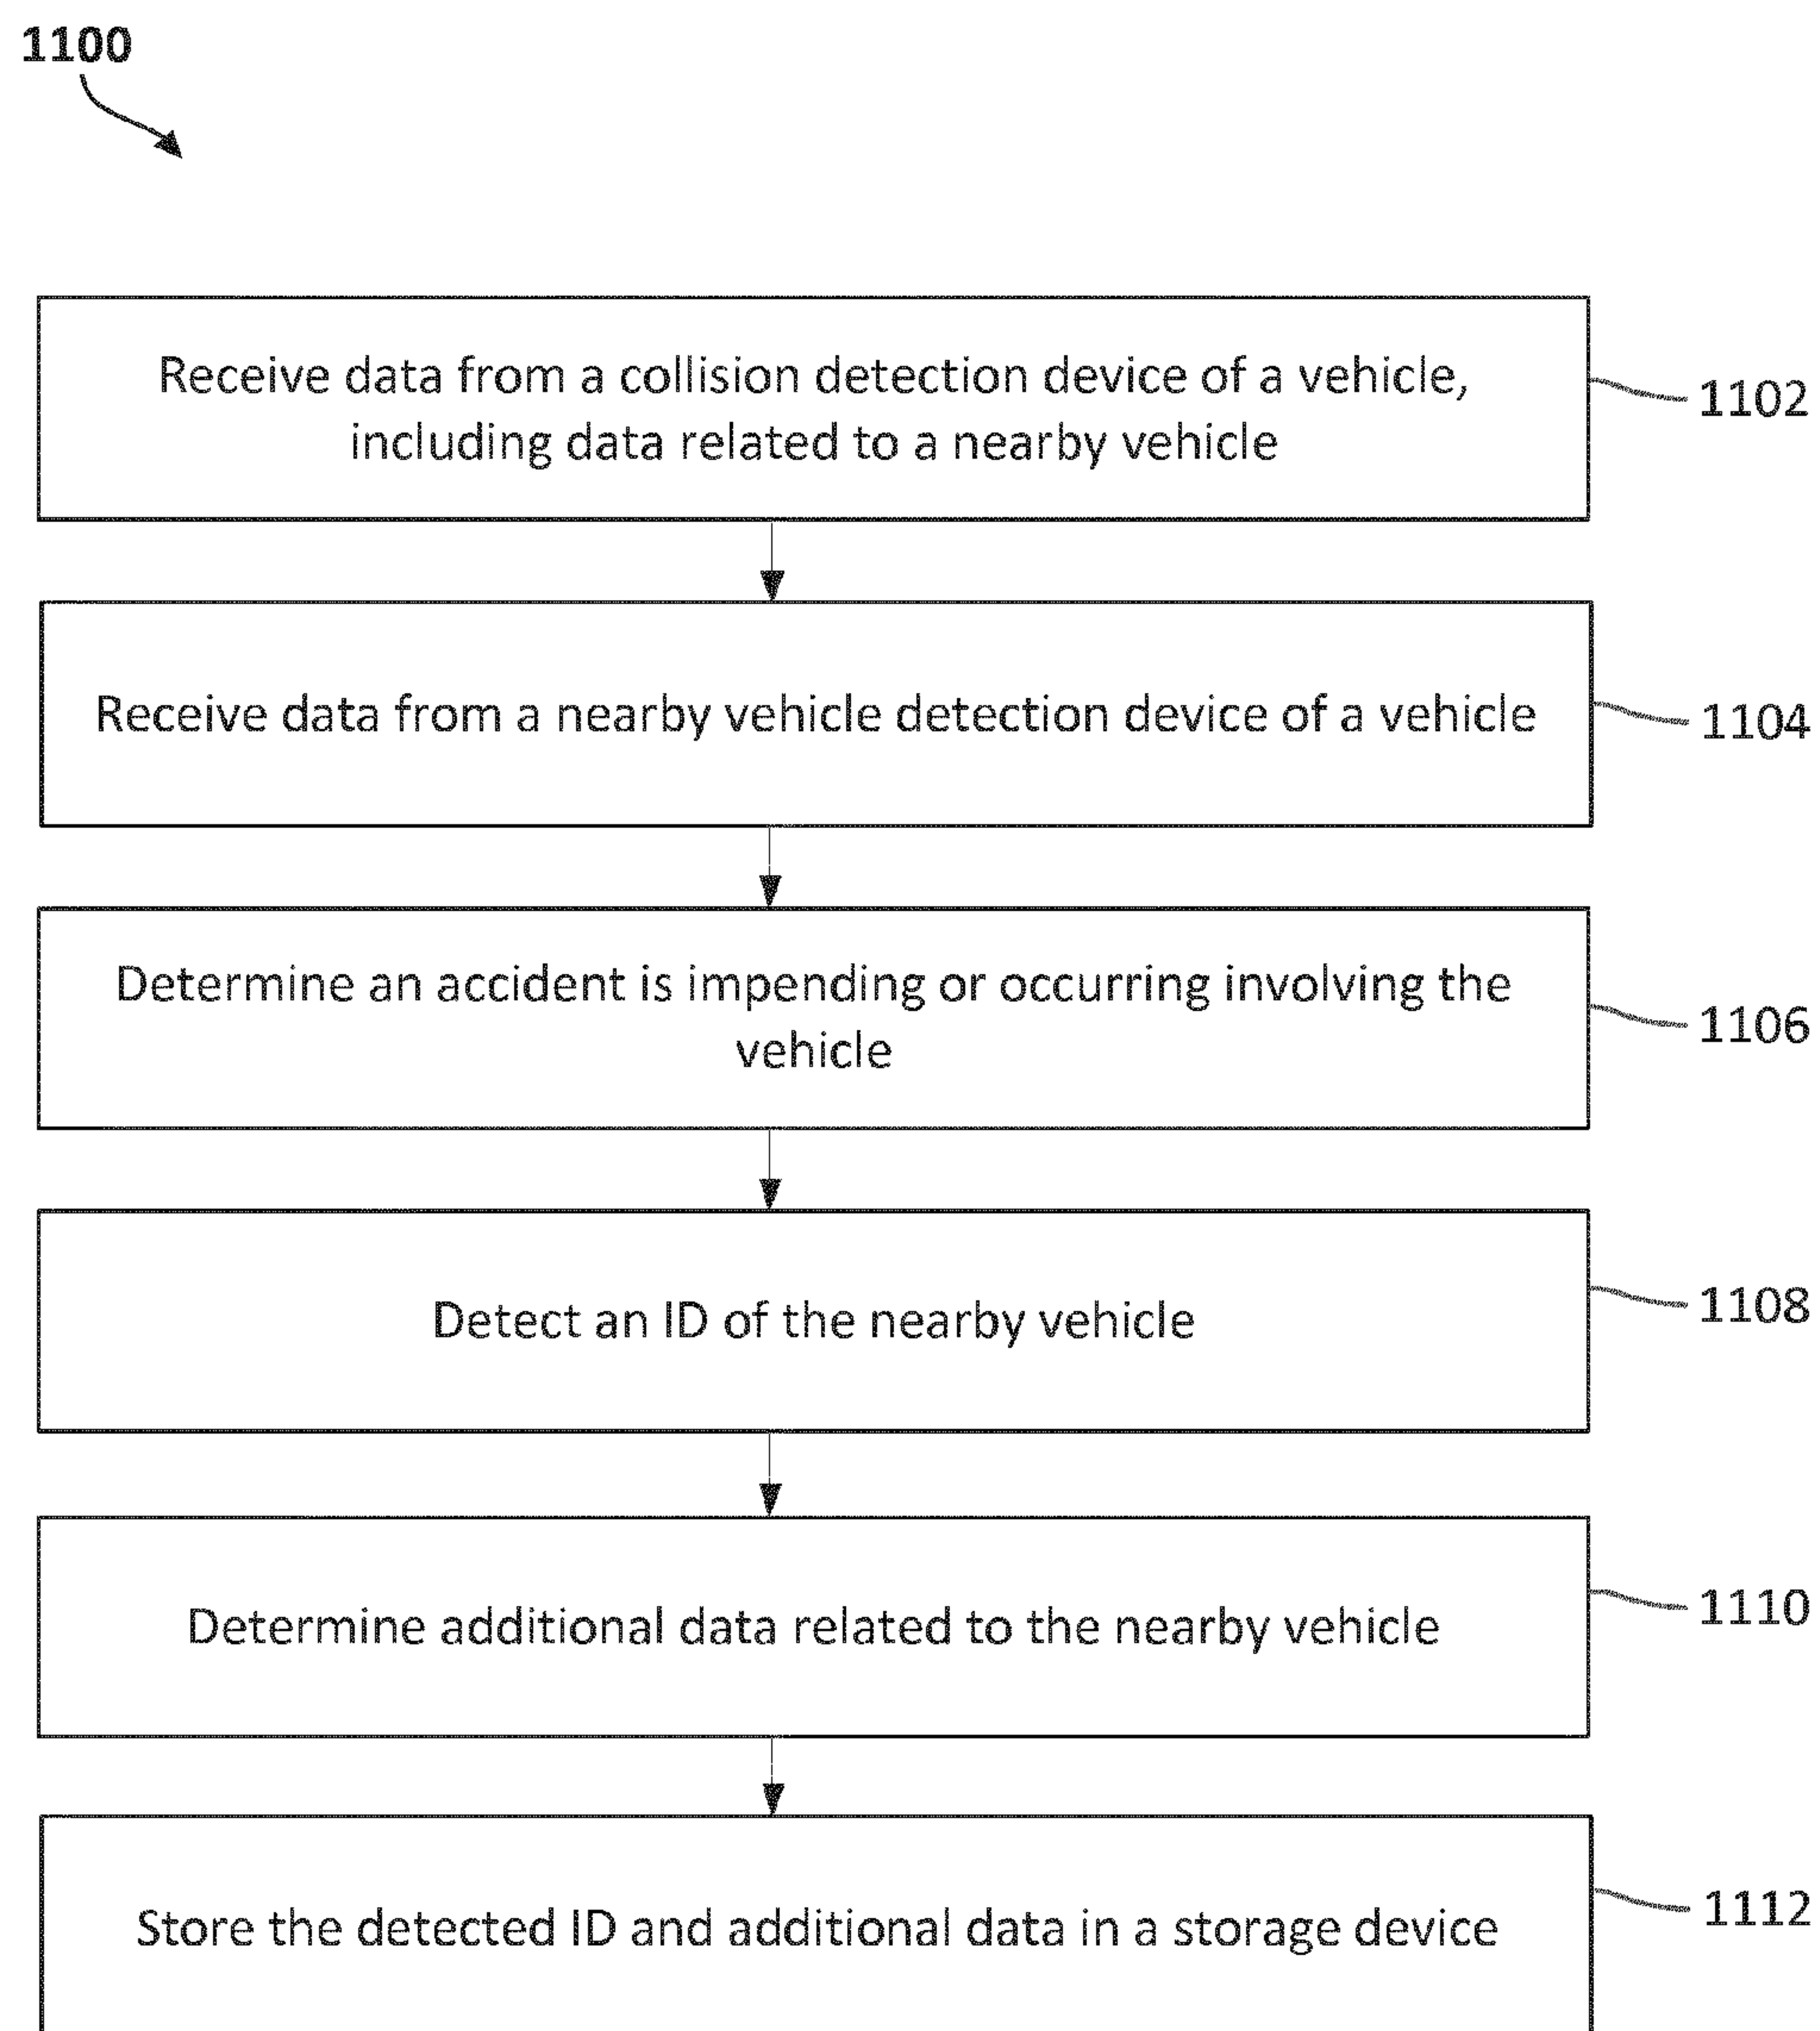 1100
Receive data from a collision detection device of a vehicle,
including data related to a nearby vehicle
1102
Receive data from a nearby vehicle detection device of a vehicle
1104
Determine an accident is impending or occurring involving the
vehicle
1106
Detect an ID of the nearby vehicle
1108
Determine additional data related to the nearby vehicle
1110
Store the detected ID and additional data in a storage device
1112